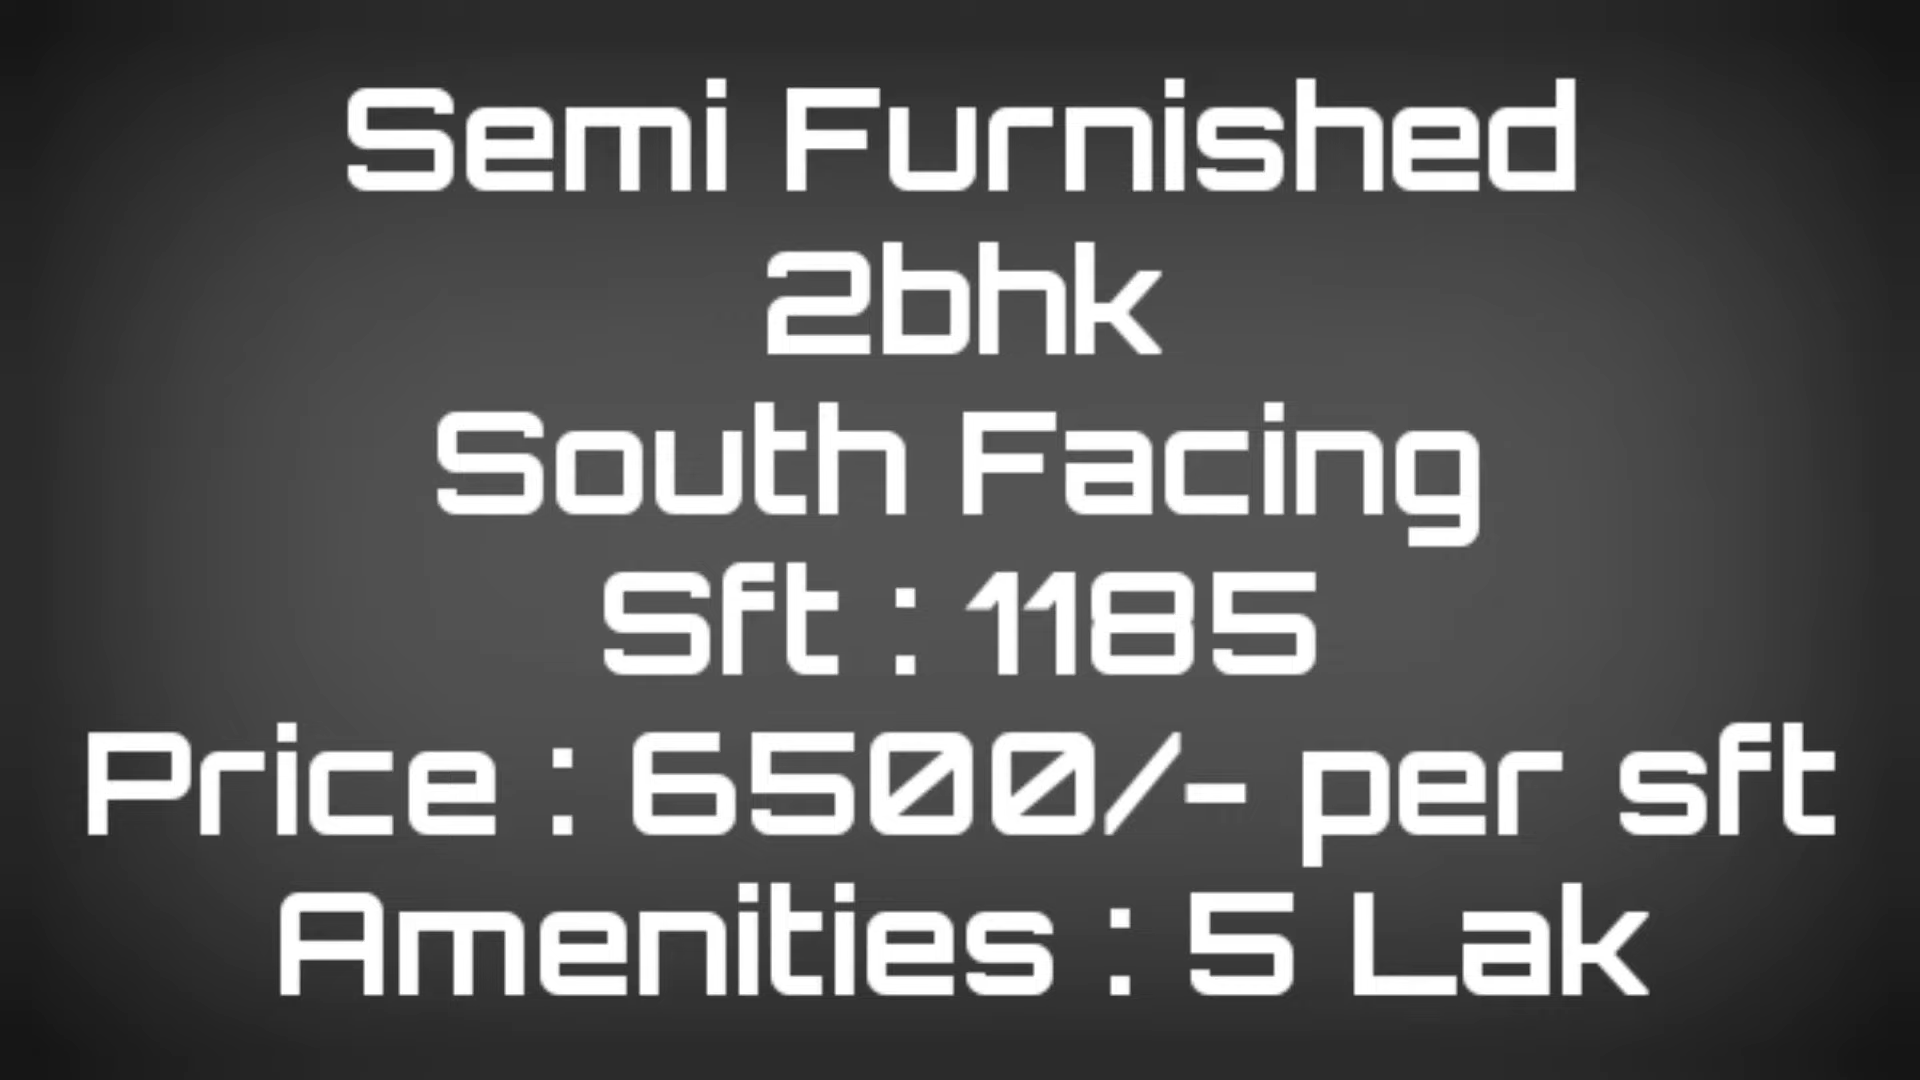 Semi Furnished
2bhk
South Facing
Sft : 1185
Price : 6500/- per sft
Amenities : 5 Lak